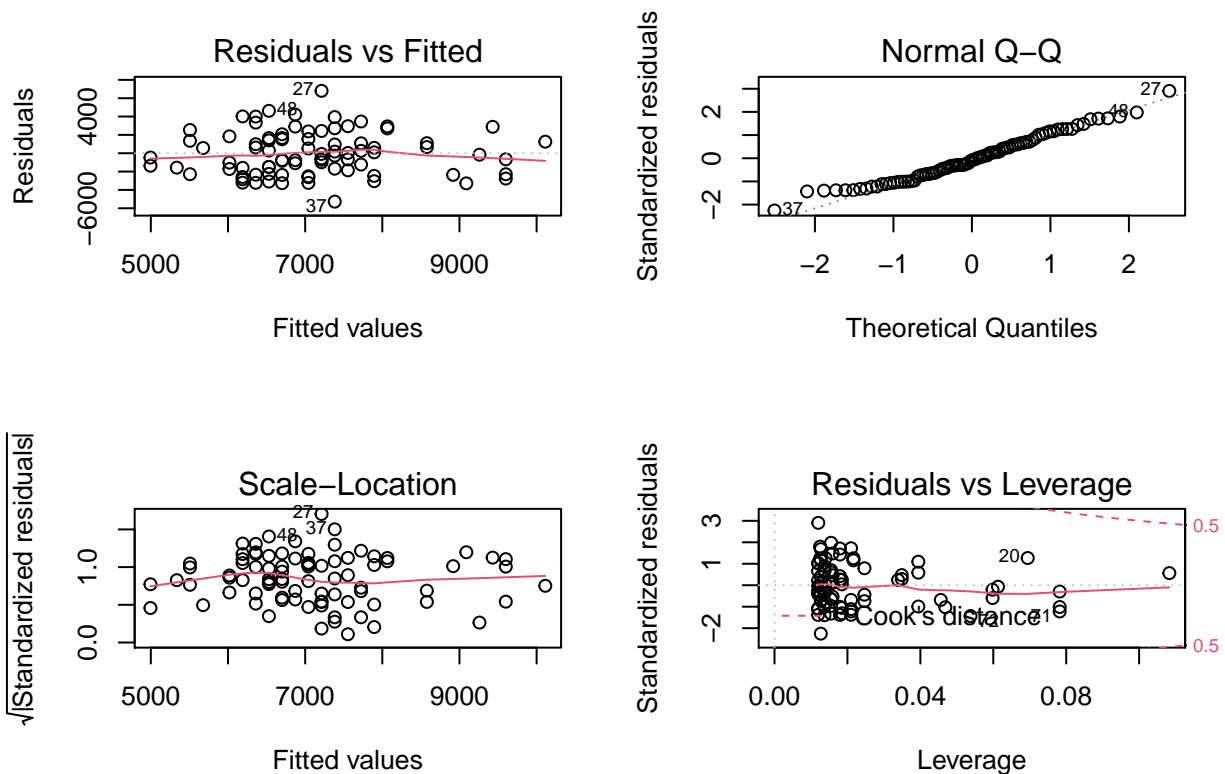 Residuals vs Fitted
Residuals
4000
−6000
27
48
37
5000
7000
9000
Fitted values
Normal Q−Q
Standardized residuals
2
0
−2
27
48
37
−2
−1
0
1
2
Theoretical Quantiles
Scale−Location
√|Standardized residuals|
1.0
0.0
27
37
48
5000
7000
9000
Fitted values
Residuals vs Leverage
Standardized residuals
3
1
−2
20
71
72
Cook's distance
0.5
0.5
0.00
0.04
0.08
Leverage